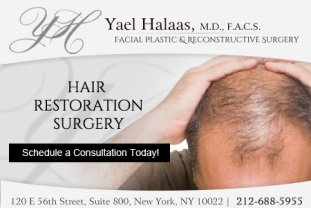 YH
Yael Halaas, M.D., F.A.C.S.
FACIAL PLASTIC & RECONSTRUCTIVE SURGERY
HAIR
RESTORATION
SURGERY
Schedule a Consultation Today!
120 E 56th Street, Suite 800, New York, NY 10022 | 212-688-5955